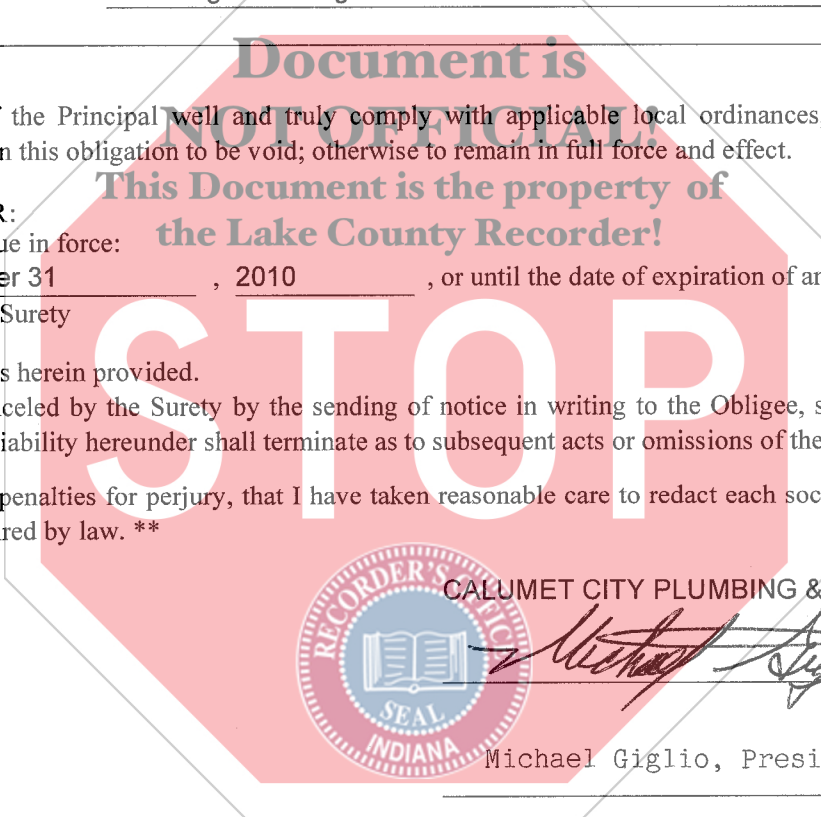 Document is
the Principal well and truly comply with applicable local ordinances,
NOT OFFICIAL!
this obligation to be void; otherwise to remain in full force and effect.
This Document is the property of
R:
the Lake County Recorder!
ue in force:
er 31 , 2010 , or until the date of expiration of
Surety
STOP
s herein provided.
celed by the Surety by the sending of notice in writing to the Obligee,
iability hereunder shall terminate as to subsequent acts or omissions of the
penalties for perjury, that I have taken reasonable care to redact each soc
red by law. **
RECORDER'S OFFICE
SEAL
INDIANA
CALUMET CITY PLUMBING &
Michael
Michael Giglio, Presi